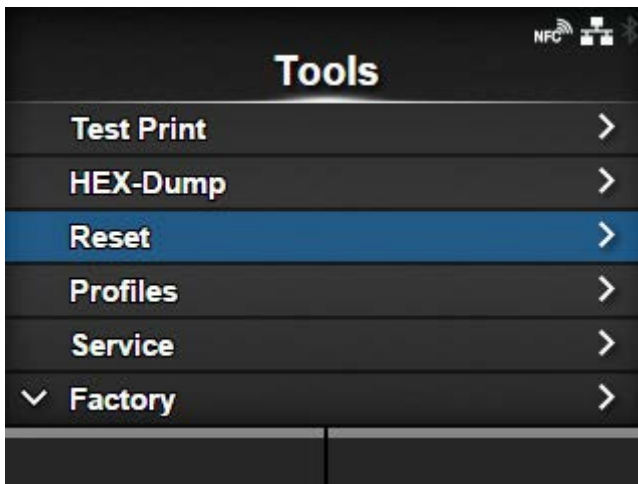 NFC
Tools
Test Print
HEX-Dump
Reset
Profiles
Service
Factory